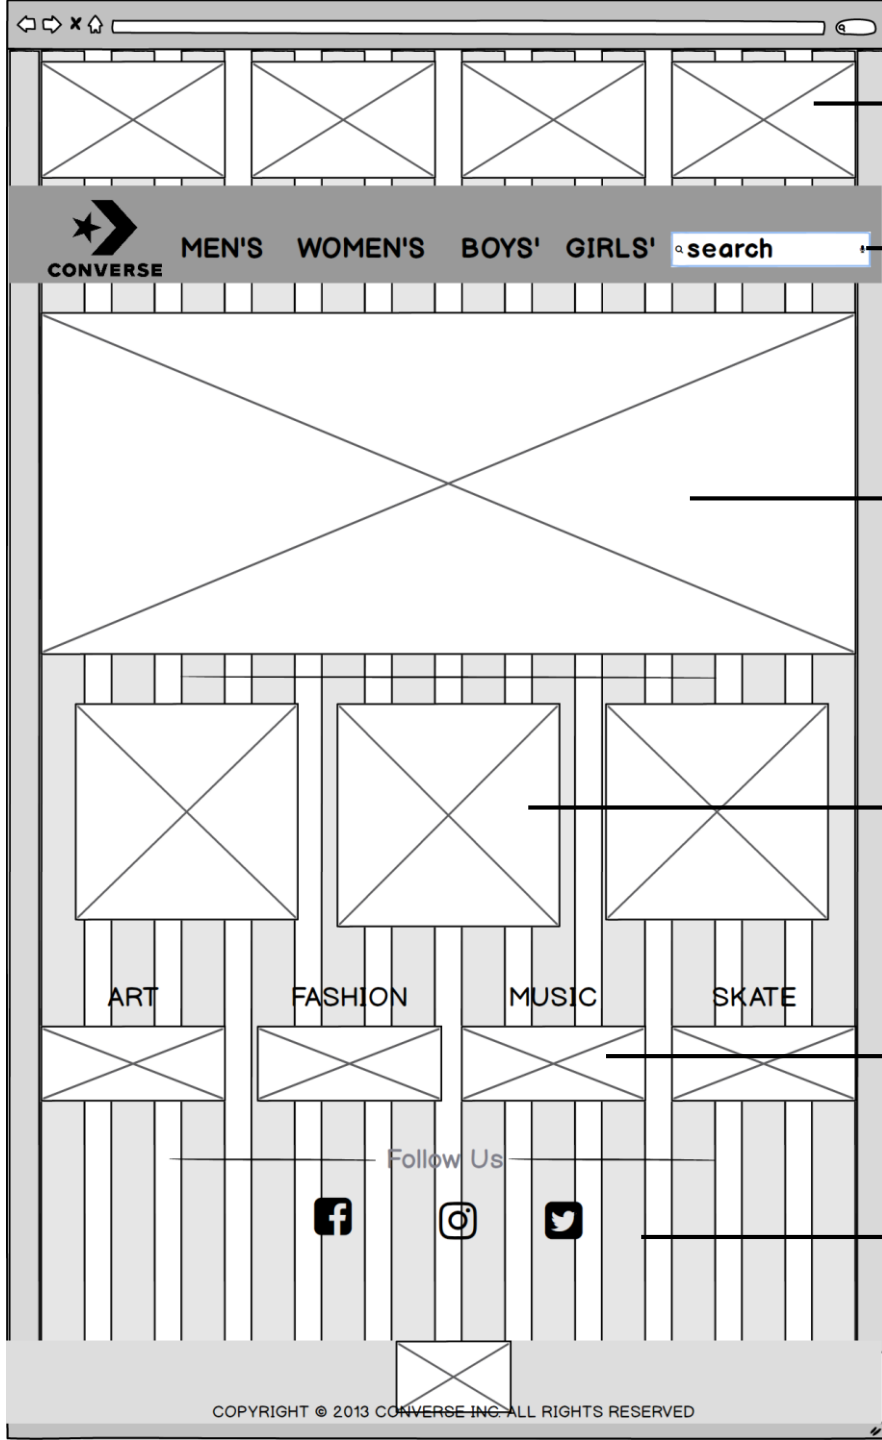 CONVERSE
MEN'S WOMEN'S BOYS' GIRLS' search
ART FASHION MUSIC SKATE
Follow Us
COPYRIGHT © 2013 CONVERSE INC. ALL RIGHTS RESERVED